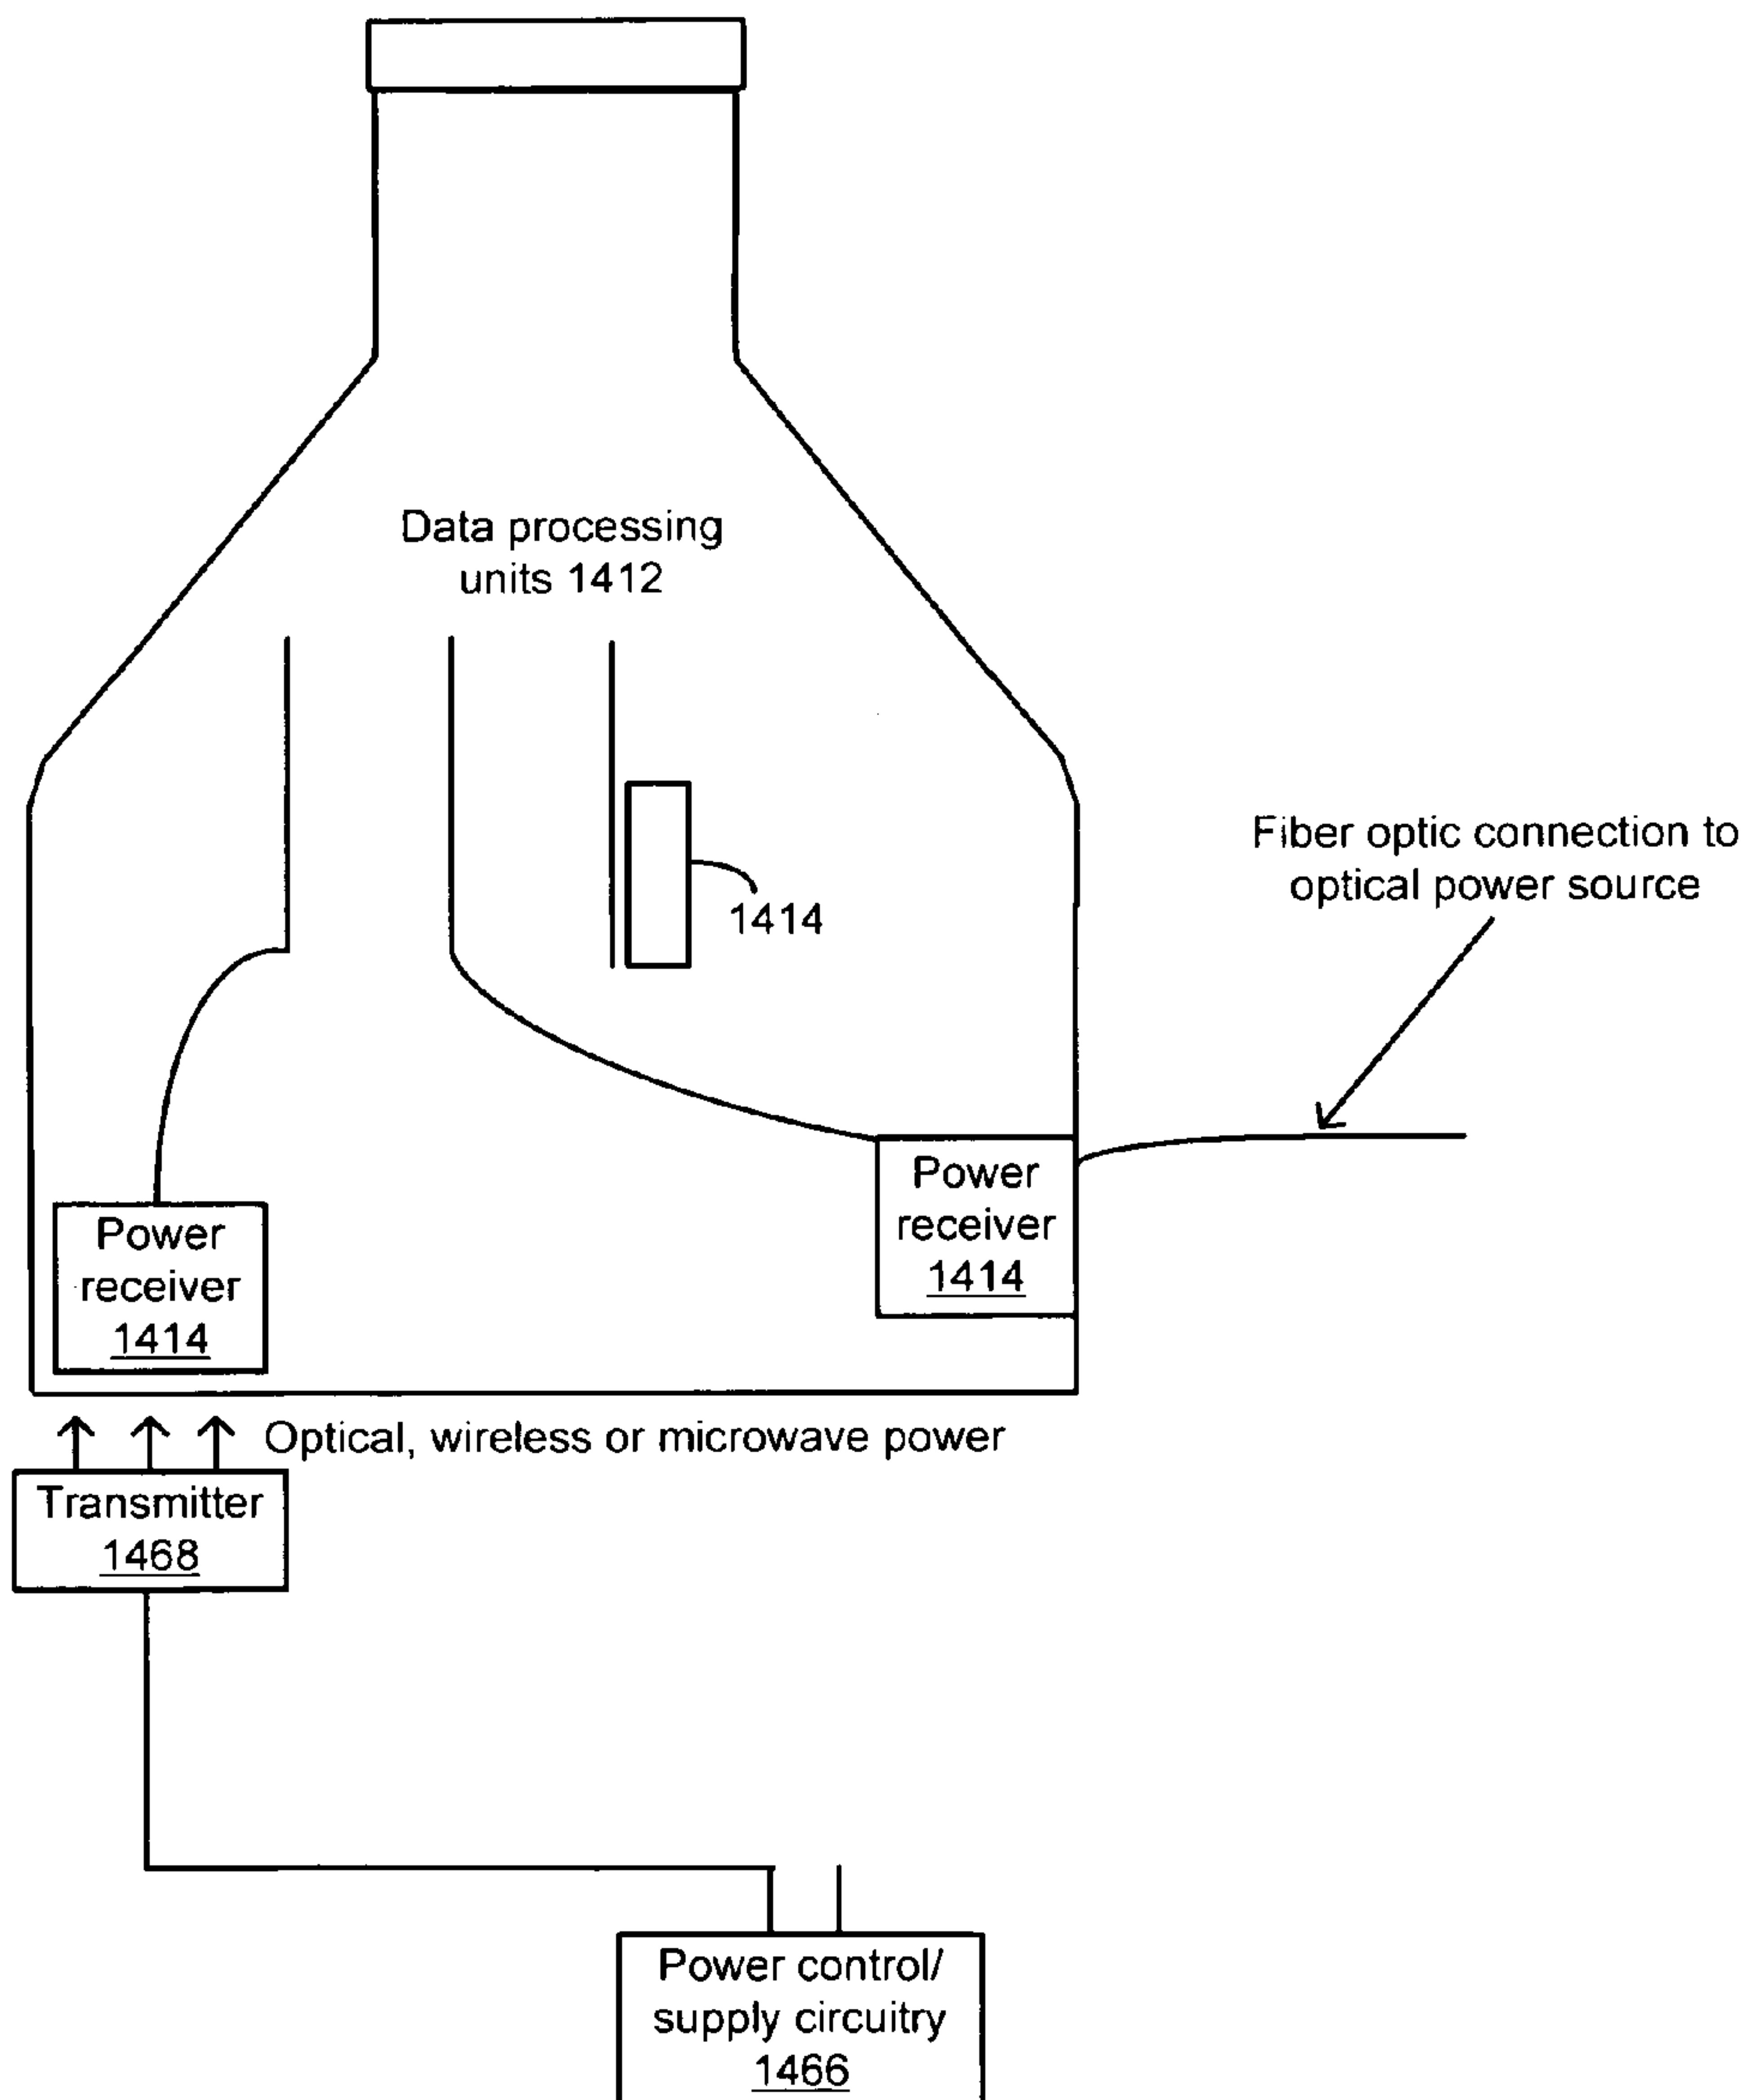 Data processing
units 1412
1414
Fiber optic connection to
optical power source
Power
receiver
1414
Power
receiver
1414
Optical, wireless or microwave power
Transmitter
1468
Power control/
supply circuitry
1466